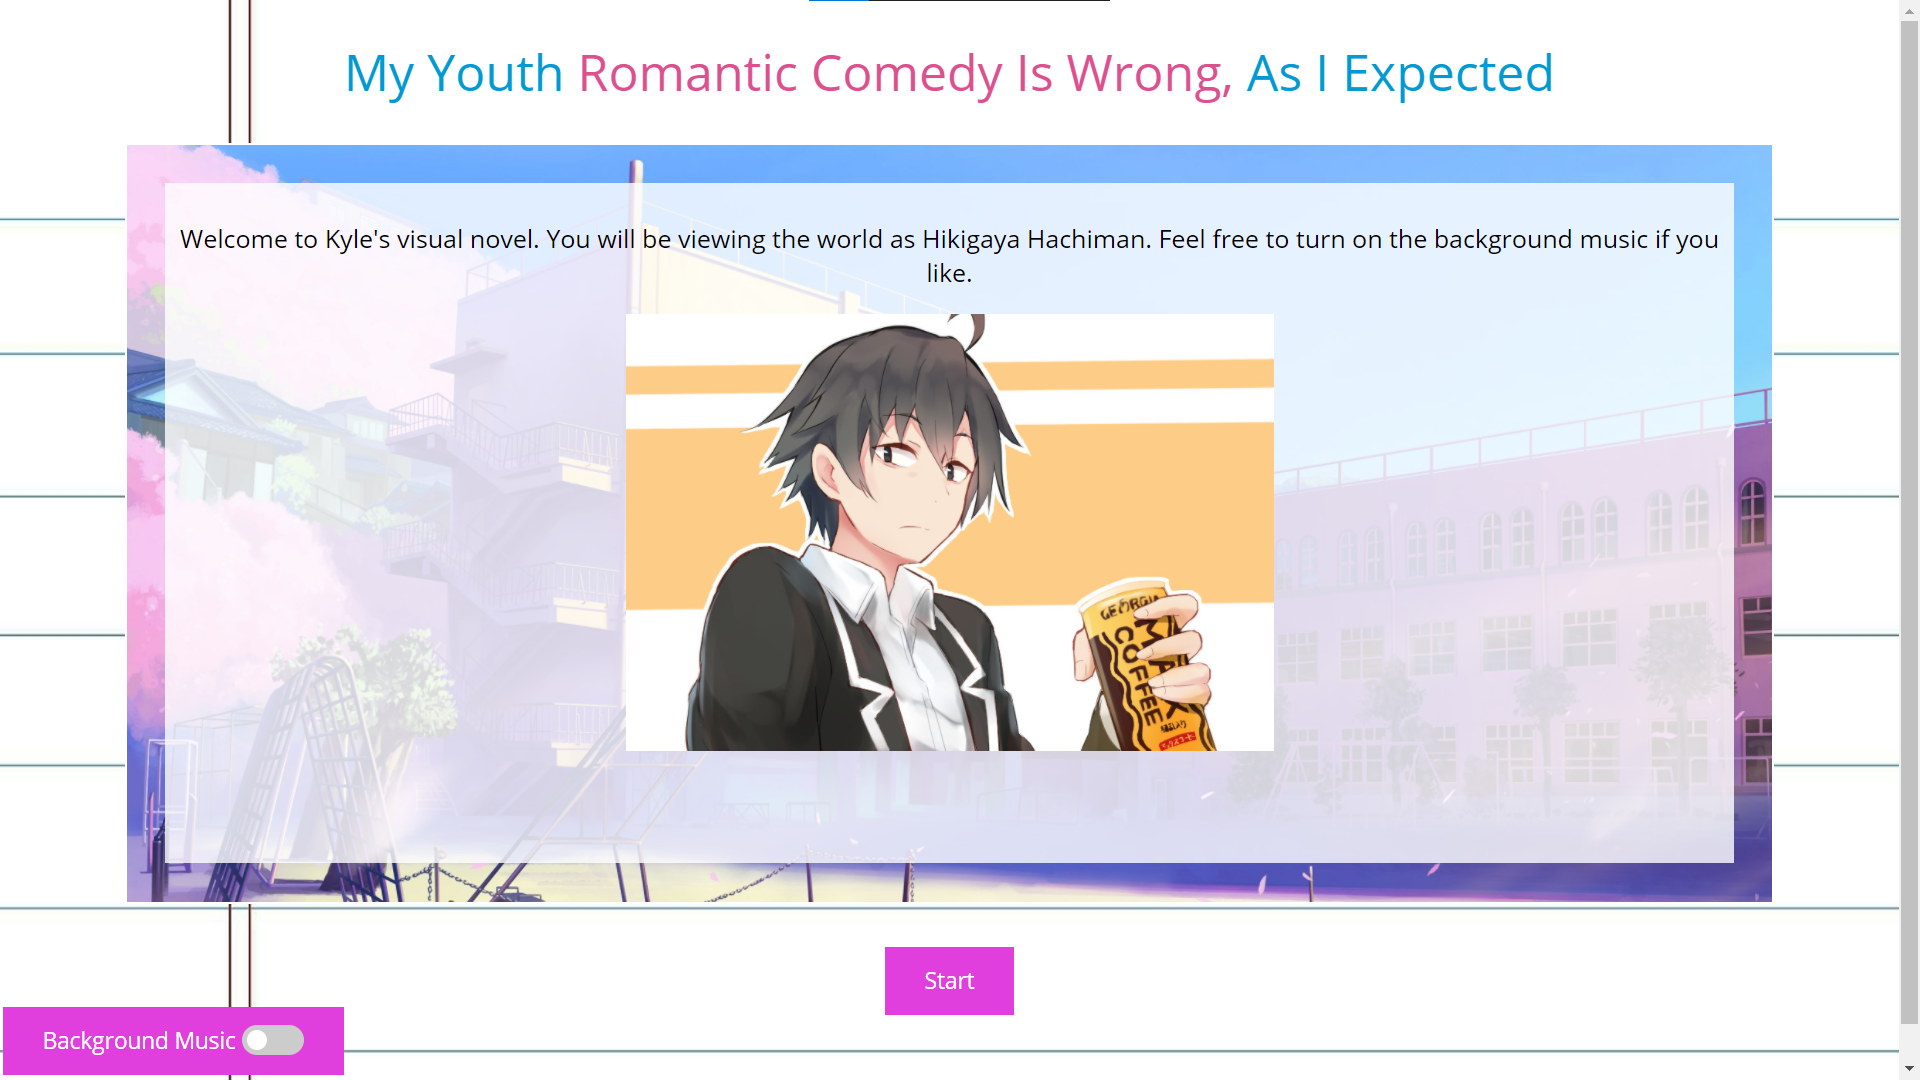 My Youth Romantic Comedy Is Wrong, As I Expected
Welcome to Kyle's visual novel. You will be viewing the world as Hikigaya Hachiman. Feel free to turn on the background music if you
like.
GEORGIA
MAX
COFFEE
Start
Background Music